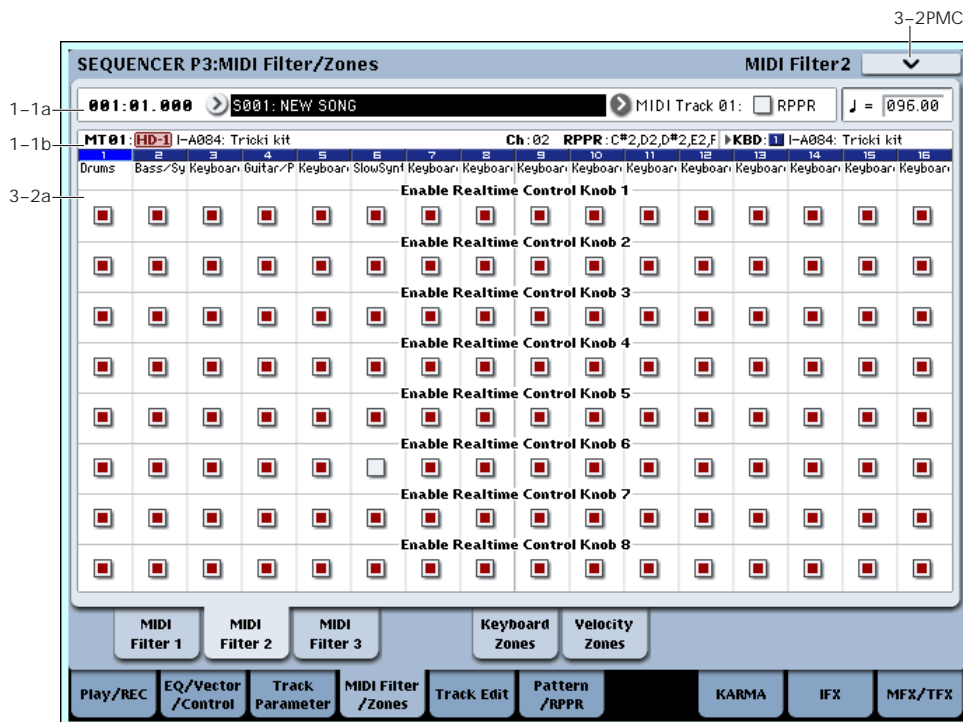 3-2PMC
SEQUENCER P3:MIDI Filter/Zones MIDI Filter2
1-1a 001:01.000 S001: NEW SONG MIDI Track 01: RPPR ♩ = 096.00
1-1b MT01: HD-1 I-A084: Tricki kit Ch:02 RPPR:C#2,D2,D#2,E2,F KBD: 1 I-A084: Tricki kit
1 2 3 4 5 6 7 8 9 10 11 12 13 14 15 16
Drums Bass/Sy Keyboar Guitar/P Keyboar SlowSynt Keyboar Keyboar Keyboar Keyboar Keyboar Keyboar Keyboar Keyboar Keyboar Keyboar
3-2a
Enable Realtime Control Knob 1
Enable Realtime Control Knob 2
Enable Realtime Control Knob 3
Enable Realtime Control Knob 4
Enable Realtime Control Knob 5
Enable Realtime Control Knob 6
Enable Realtime Control Knob 7
Enable Realtime Control Knob 8
MIDI Filter 1 MIDI Filter 2 MIDI Filter 3 Keyboard Zones Velocity Zones
Play/REC EQ/Vector /Control Track Parameter MIDI Filter /Zones Track Edit Pattern /RPPR KARMA IFX MFX/TFX